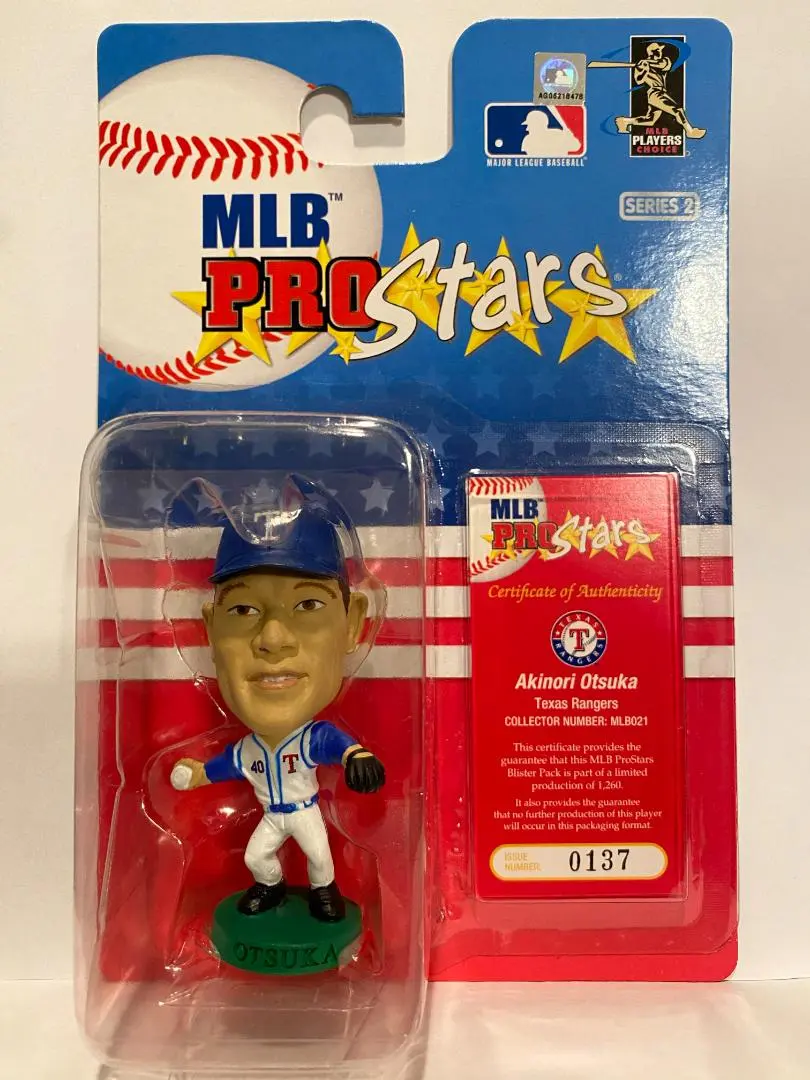 AG06218478
MAJOR LEAGUE BASEBALL
MLB
PLAYERS
CHOICE
SERIES 2
MLB™
PROStars®
MLB™
PROStars
Certificate of Authenticity
TEXAS
T
RANGERS
Akinori Otsuka
Texas Rangers
COLLECTOR NUMBER: MLB021
This certificate provides the
guarantee that this MLB ProStars
Blister Pack is part of a limited
production of 1,260.
It also provides the guarantee
that no further production of this player
will occur in this packaging format.
ISSUE
NUMBER:
0137
40 T
OTSUKA